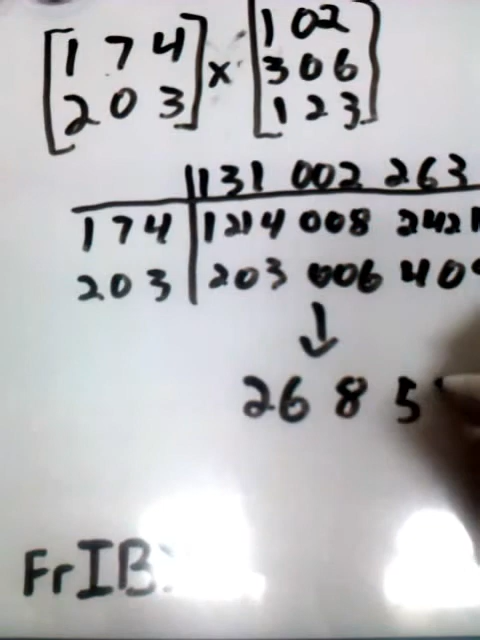 [1 7 4] x [1 0 2]
[2 0 3] [3 0 6]
[1 2 3]
131 002 263
174 1214 008 2421
203 203 006 40
↓
26 8 5
FrIB